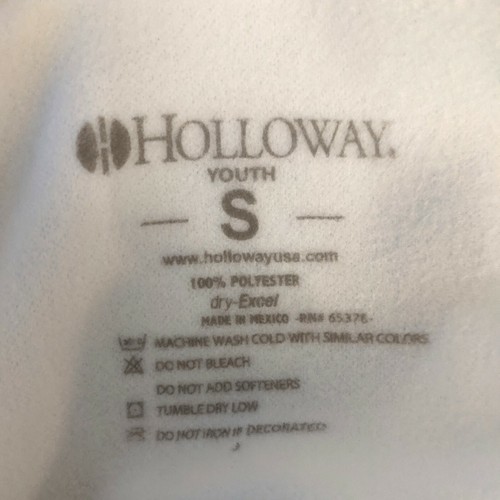 HOLLOWAY.
YOUTH
S
www.hollowayusa.com
100% POLYESTER
dry-Excel
MADE IN MEXICO -RN# 65376-
MACHINE WASH COLD WITH SIMILAR COLORS
DO NOT BLEACH
DO NOT ADD SOFTENERS
TUMBLE DRY LOW
DO NOT IRON IF DECORATED